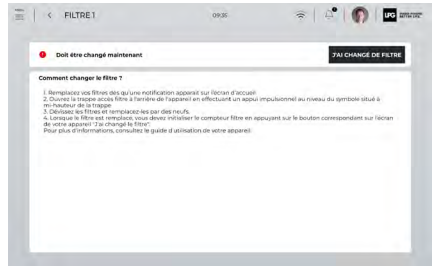 FILTRE 1
09:35
LPG
Doit être changé maintenant
J'AI CHANGÉ DE FILTRE
Comment changer le filtre ?
1. Remplacez vos filtres dès qu'une notification apparait sur l'écran d'accueil
2. Ouvrez la trappe accès filtre à l'arrière de l'appareil en effectuant un appui impulsionnel au niveau du symbole situé à
mi-hauteur de la trappe
3. Dévissez les filtres et remplacez-les par des neufs.
4. Lorsque le filtre est remplacé, vous devez initialiser le compteur filtre en appuyant sur le bouton correspondant sur l'écran
de votre appareil "J'ai changé le filtre".
Pour plus d'informations, consultez le guide d'utilisation de votre appareil.